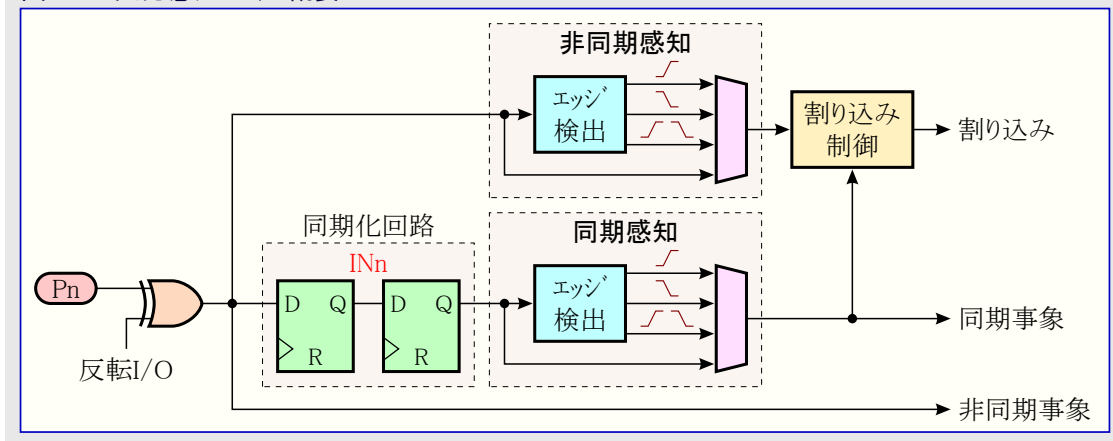 非同期感知
エッジ
検出
割り込み
制御
割り込み
同期化回路
INn
同期感知
Pn
D Q
R
D Q
R
エッジ
検出
反転I/O
同期事象
非同期事象